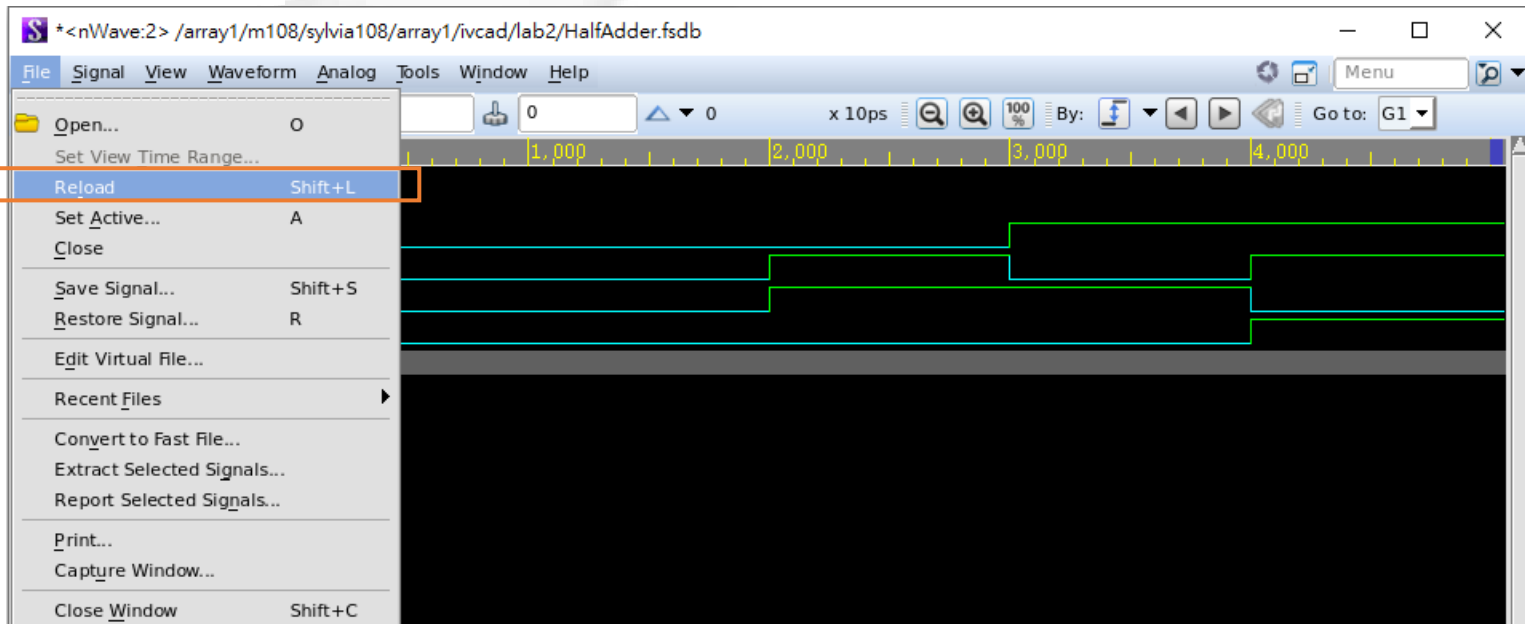 *<nWave:2> /array1/m108/sylvia108/array1/ivcad/lab2/HalfAdder.fsdb
File Signal View Waveform Analog Tools Window Help Menu
0 0 x 10ps 100 % By: Go to: G1
1,000 2,000 3,000 4,000
Open... O
Set View Time Range...
Reload Shift+L
Set Active... A
Close
Save Signal... Shift+S
Restore Signal... R
Edit Virtual File...
Recent Files
Convert to Fast File...
Extract Selected Signals...
Report Selected Signals...
Print...
Capture Window...
Close Window Shift+C